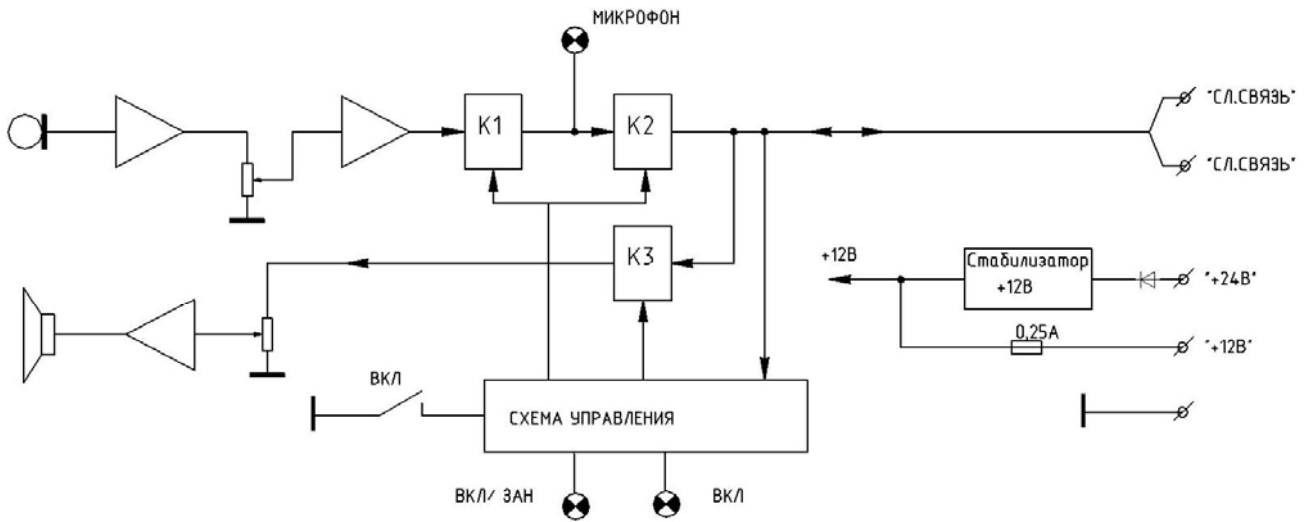 МИКРОФОН
К1
К2
"СЛ.СВЯЗЬ"
"СЛ.СВЯЗЬ"
К3
+12В
Стабилизатор
+12В
"+24В"
0,25А
"+12В"
ВКЛ
СХЕМА УПРАВЛЕНИЯ
ВКЛ/ ЗАН
ВКЛ